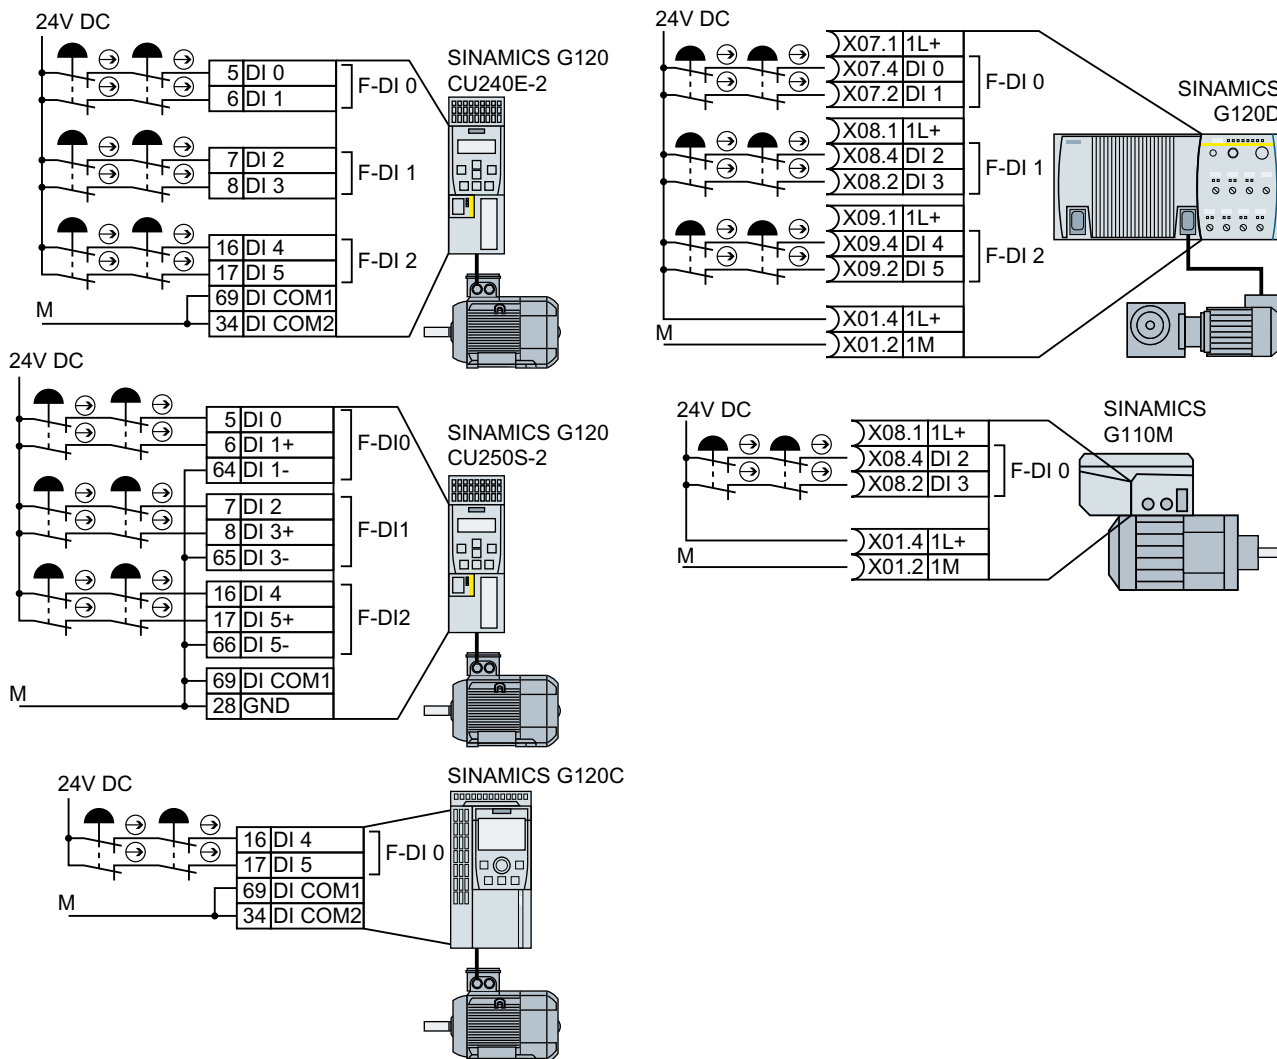 24V DC
SINAMICS G120
CU240E-2
5 DI 0
6 DI 1
F-DI 0
7 DI 2
8 DI 3
F-DI 1
16 DI 4
17 DI 5
F-DI 2
69 DI COM1
34 DI COM2
M
24V DC
SINAMICS G120
CU250S-2
5 DI 0
6 DI 1+
64 DI 1-
F-DI0
7 DI 2
8 DI 3+
65 DI 3-
F-DI1
16 DI 4
17 DI 5+
66 DI 5-
F-DI2
69 DI COM1
28 GND
M
24V DC
SINAMICS G120C
16 DI 4
17 DI 5
F-DI 0
69 DI COM1
34 DI COM2
M
24V DC
SINAMICS
G120D
X07.1 1L+
X07.4 DI 0
X07.2 DI 1
F-DI 0
X08.1 1L+
X08.4 DI 2
X08.2 DI 3
F-DI 1
X09.1 1L+
X09.4 DI 4
X09.2 DI 5
F-DI 2
X01.4 1L+
X01.2 1M
M
24V DC
SINAMICS
G110M
X08.1 1L+
X08.4 DI 2
X08.2 DI 3
F-DI 0
X01.4 1L+
X01.2 1M
M